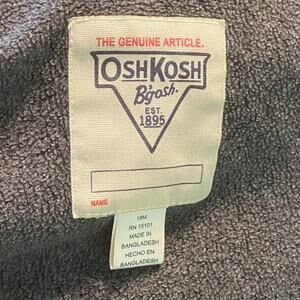 THE GENUINE ARTICLE.
OSHKOSH
B'gosh.
EST.
1895
NAME
18M
RN 15101
MADE IN
BANGLADESH
HECHO EN
BANGLADESH